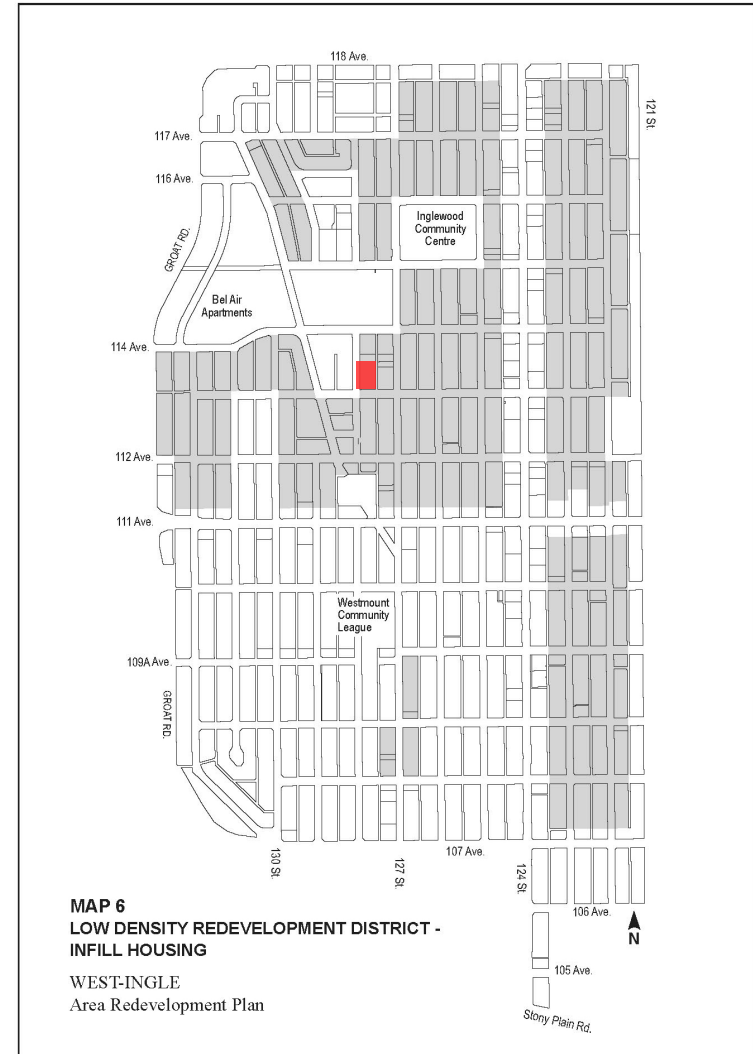 118 Ave.
121 St.
117 Ave.
116 Ave.
Inglewood
Community
Centre
GROAT RD.
Bel Air
Apartments
114 Ave.
112 Ave.
111 Ave.
Westmount
Community
League
109A Ave.
GROAT RD.
107 Ave.
130 St.
127 St.
124 St.
MAP 6
LOW DENSITY REDEVELOPMENT DISTRICT -
INFILL HOUSING
106 Ave.
N
WEST-INGLE
Area Redevelopment Plan
105 Ave.
Stony Plain Rd.